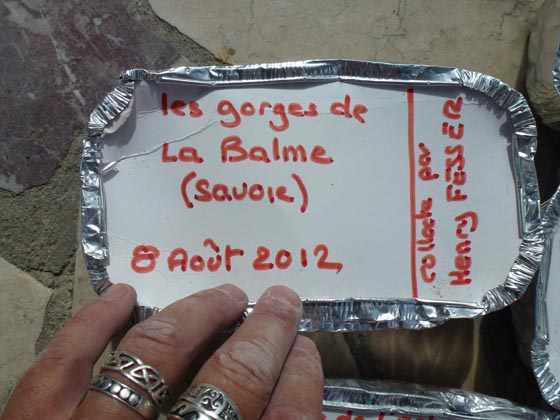 les gorges de
La Balme
(Savoie)
8 Août 2012
collecté par
Henry FESSER